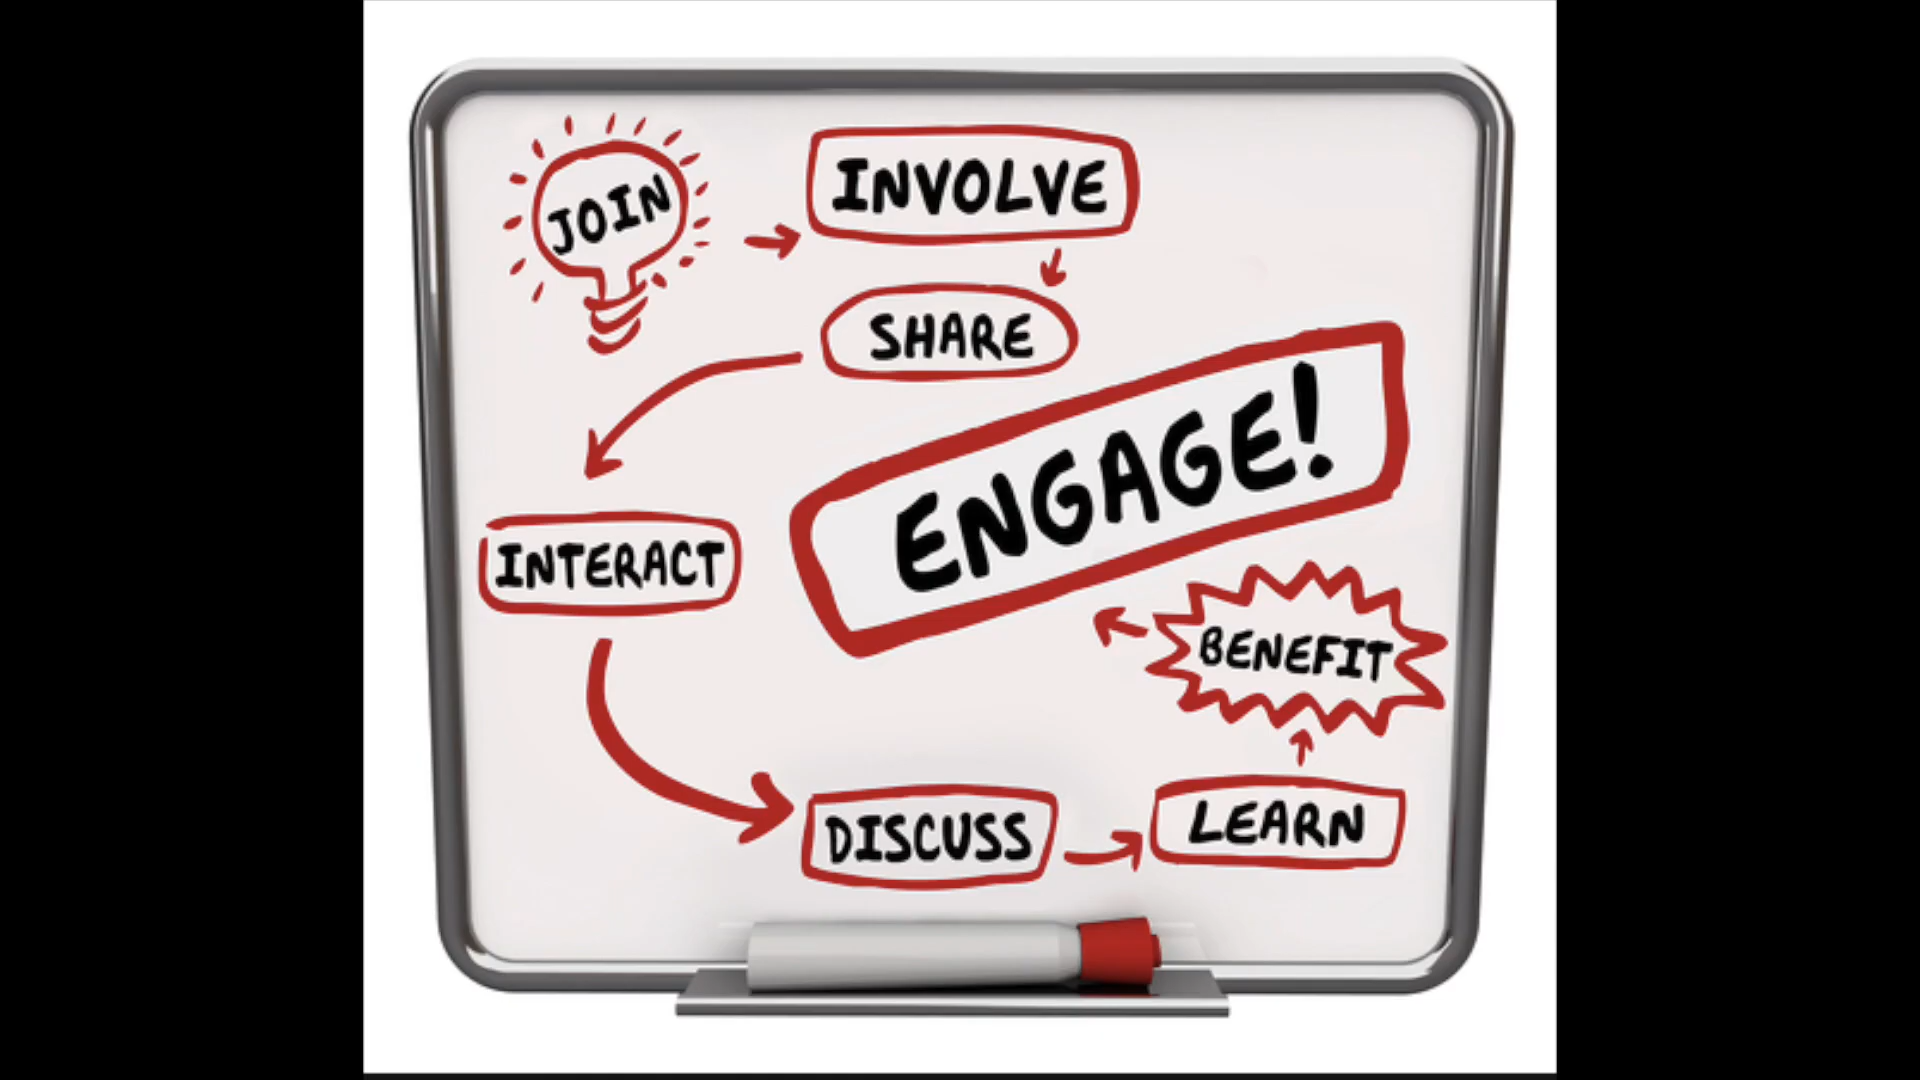 JOIN
INVOLVE
SHARE
INTERACT
DISCUSS
LEARN
BENEFIT
ENGAGE!